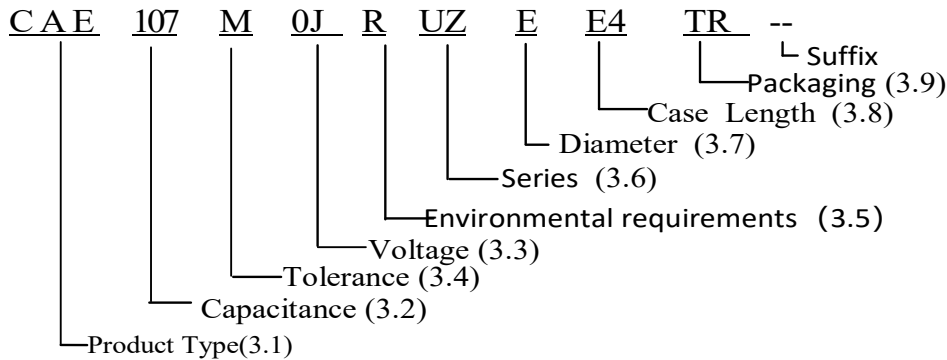 CAE 107 M 0J R UZ E E4 TR --
Suffix
Packaging (3.9)
Case Length (3.8)
Diameter (3.7)
Series (3.6)
Environmental requirements (3.5)
Voltage (3.3)
Tolerance (3.4)
Capacitance (3.2)
Product Type(3.1)